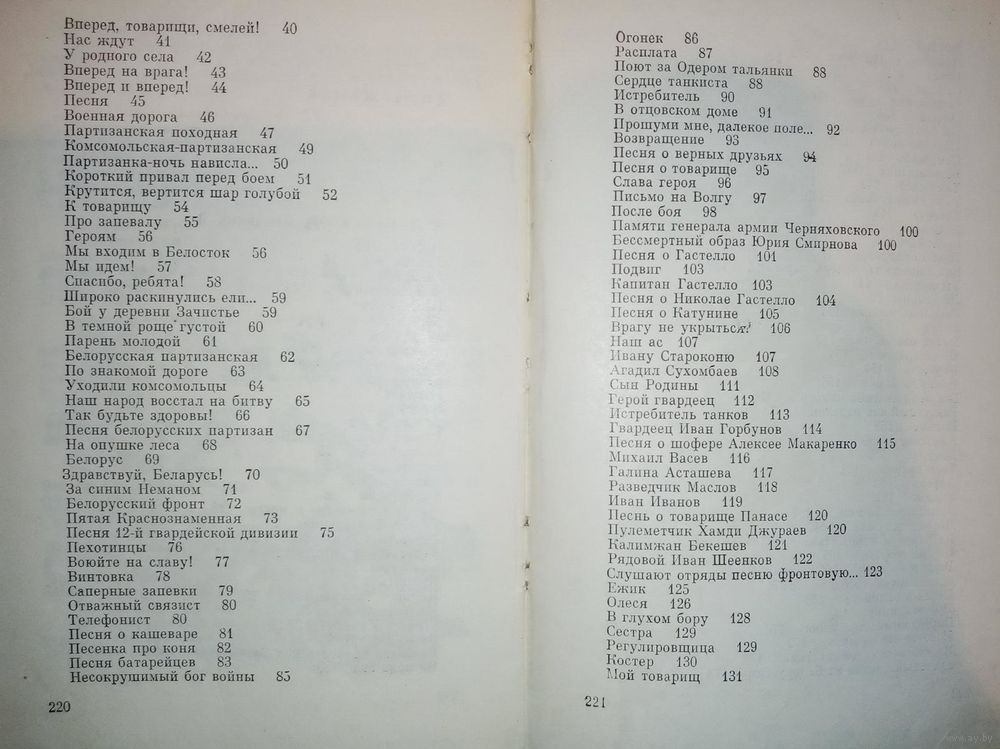 Вперед, товарищи, смелей! 40
Нас ждут 41
У родного села 42
Вперед на врага! 43
Вперед и вперед! 44
Песня 45
Военная дорога 46
Партизанская походная 47
Комсомольская-партизанская 49
Партизанка-ночь нависла... 50
Короткий привал перед боем 51
Крутится, вертится шар голубой 52
К товарищу 54
Про запевалу 55
Героям 56
Мы входим в Белосток 56
Мы идем! 57
Спасибо, ребята! 58
Широко раскинулись ели... 59
Бой у деревни Зачистье 59
В темной роще густой 60
Парень молодой 61
Белорусская партизанская 62
По знакомой дороге 63
Уходили комсомольцы 64
Наш народ восстал на битву 65
Так будьте здоровы! 66
Песня белорусских партизан 67
На опушке леса 68
Белорус 69
Здравствуй, Беларусь! 70
За синим Неманом 71
Белорусский фронт 72
Пятая Краснознаменная 73
Песня 12-й гвардейской дивизии 75
Пехотинцы 76
Воюйте на славу! 77
Винтовка 78
Саперные запевки 79
Отважный связист 80
Телефонист 80
Песня о кашеваре 81
Песенка про коня 82
Песня батарейцев 83
Несокрушимый бог войны 85
220
Огонек 86
Расплата 87
Поют за Одером тальянки 88
Сердце танкиста 88
Истребитель 90
В отцовском доме 91
Прошуми мне, далекое поле... 92
Возвращение 93
Песня о верных друзьях 94
Песня о товарище 95
Слава героя 96
Письмо на Волгу 97
После боя 98
Памяти генерала армии Черняховского 100
Бессмертный образ Юрия Смирнова 100
Песня о Гастелло 101
Подвиг 103
Капитан Гастелло 103
Песня о Николае Гастелло 104
Песня о Катунине 105
Врагу не укрыться! 106
Наш ас 107
Ивану Староконю 107
Агадил Сухомбаев 108
Сын Родины 111
Герой гвардеец 112
Истребитель танков 113
Гвардеец Иван Горбунов 114
Песня о шофере Алексее Макаренко 115
Михаил Васев 116
Галина Асташева 117
Разведчик Маслов 118
Иван Иванов 119
Песнь о товарище Панасе 120
Пулеметчик Хамди Джураев 120
Калимжан Бекешев 121
Рядовой Иван Шеенков 122
Слушают отряды песню фронтовую... 123
Ежик 125
Олеся 126
В глухом бору 128
Сестра 129
Регулировщица 129
Костер 130
Мой товарищ 131
221
www.ay.by